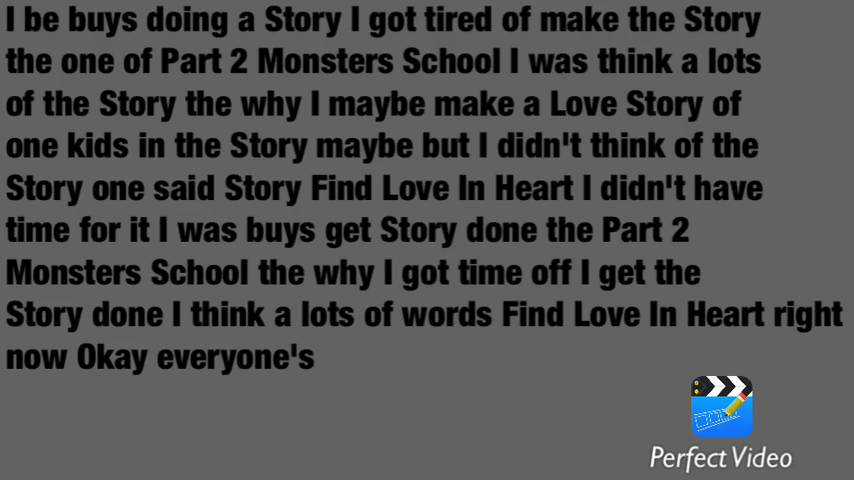 I be buys doing a Story I got tired of make the Story
the one of Part 2 Monsters School I was think a lots
of the Story the why I maybe make a Love Story of
one kids in the Story maybe but I didn't think of the
Story one said Story Find Love In Heart I didn't have
time for it I was buys get Story done the Part 2
Monsters School the why I got time off I get the
Story done I think a lots of words Find Love In Heart right
now Okay everyone's
Perfect Video